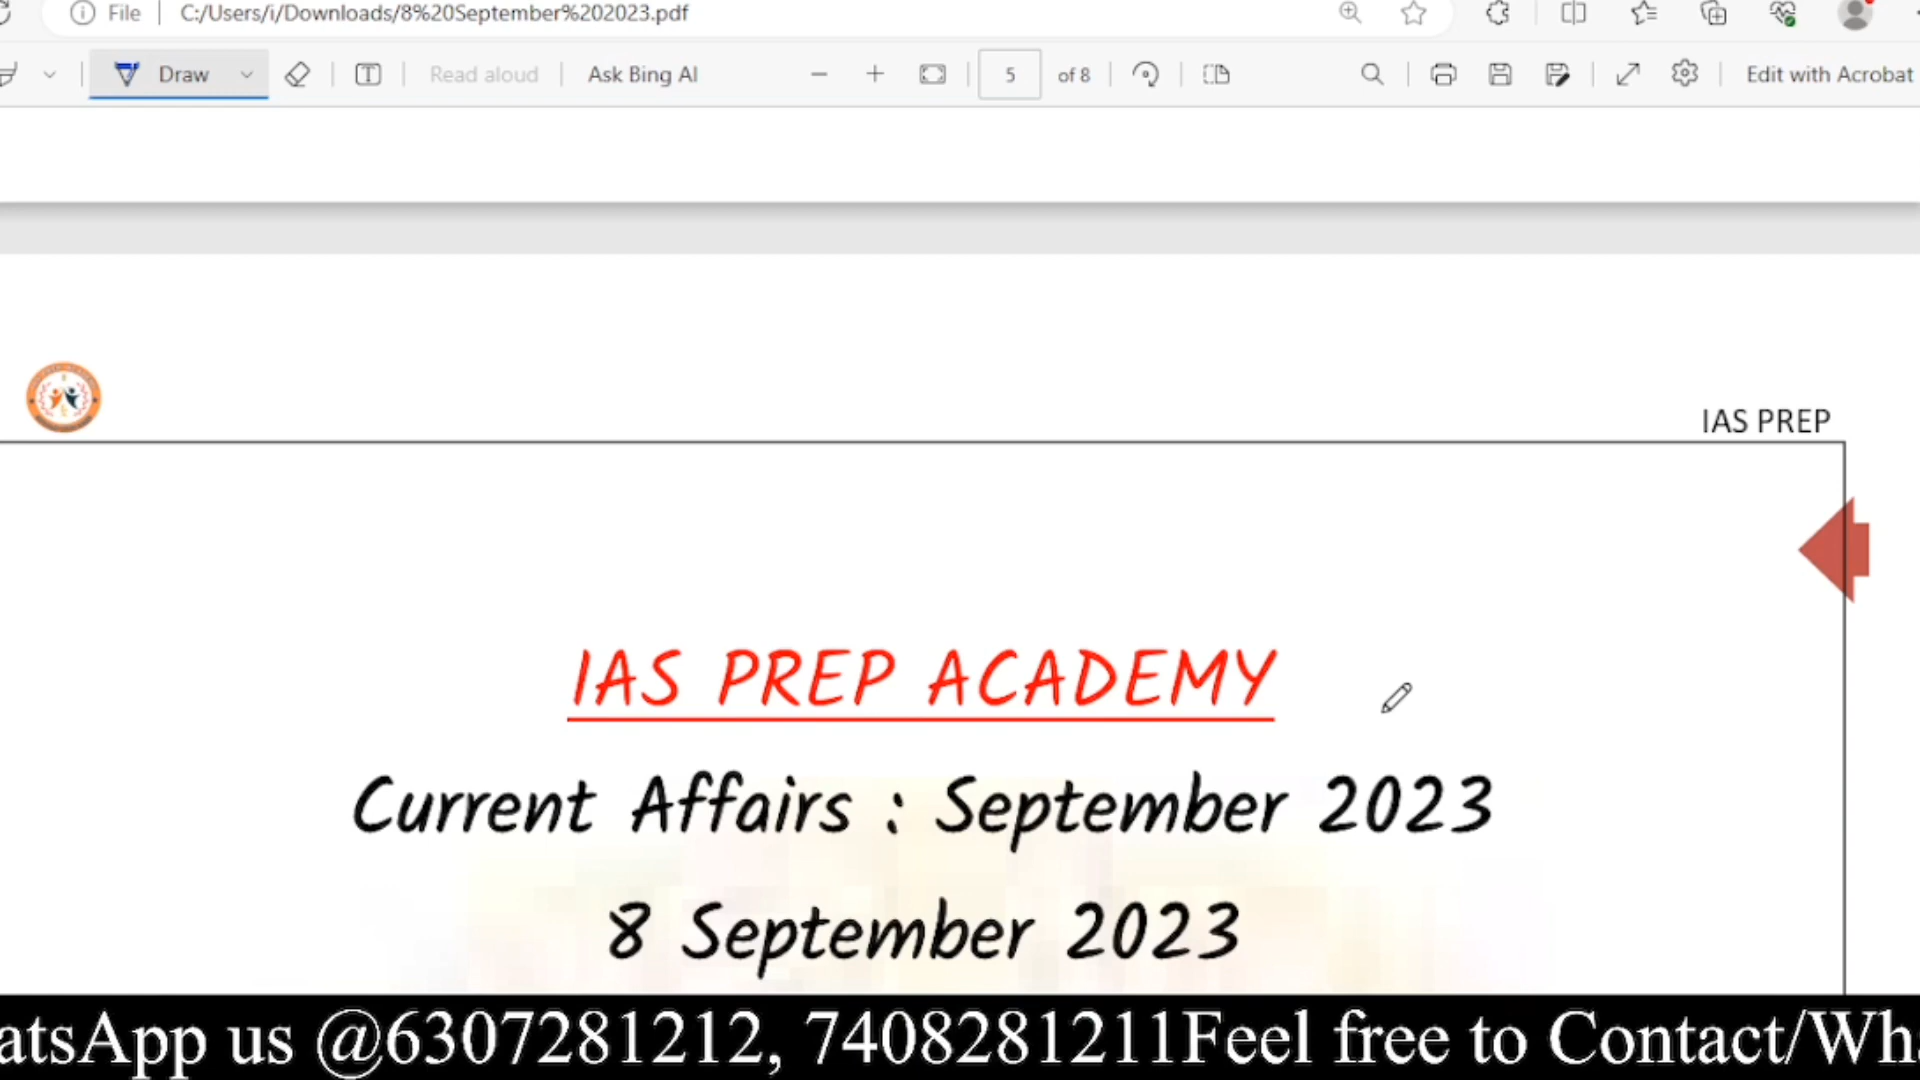 File C:/Users/i/Downloads/8%20September%202023.pdf
Draw Read aloud Ask Bing AI 5 of 8 Edit with Acrobat
IAS PREP
IAS PREP ACADEMY
Current Affairs : September 2023
8 September 2023
atsApp us @6307281212, 7408281211Feel free to Contact/Wh